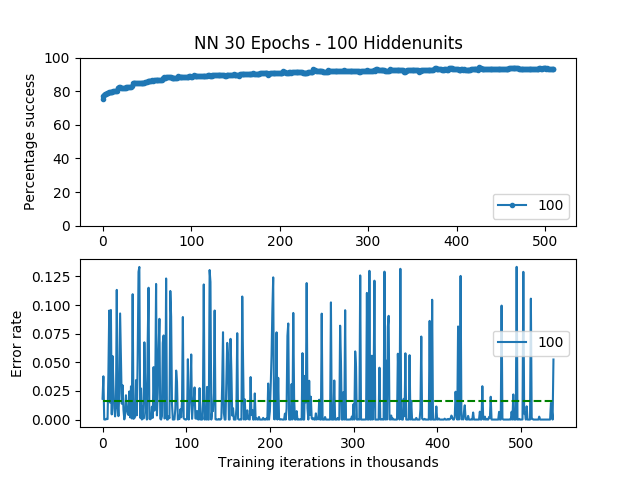 NN 30 Epochs - 100 Hiddenunits
100
80
60
40
20
0
Percentage success
100
0 100 200 300 400 500
0.125
0.100
0.075
0.050
0.025
0.000
Error rate
100
0 100 200 300 400 500
Training iterations in thousands